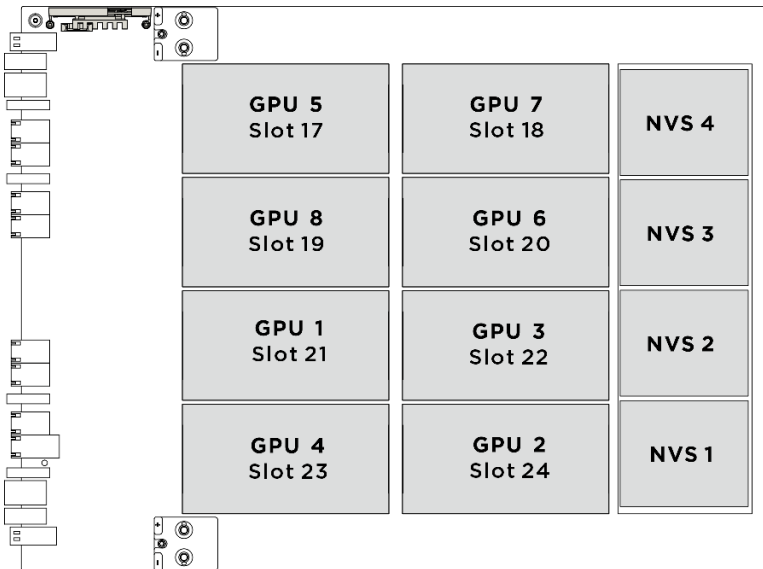 GPU 5
Slot 17
GPU 7
Slot 18
NVS 4
GPU 8
Slot 19
GPU 6
Slot 20
NVS 3
GPU 1
Slot 21
GPU 3
Slot 22
NVS 2
GPU 4
Slot 23
GPU 2
Slot 24
NVS 1